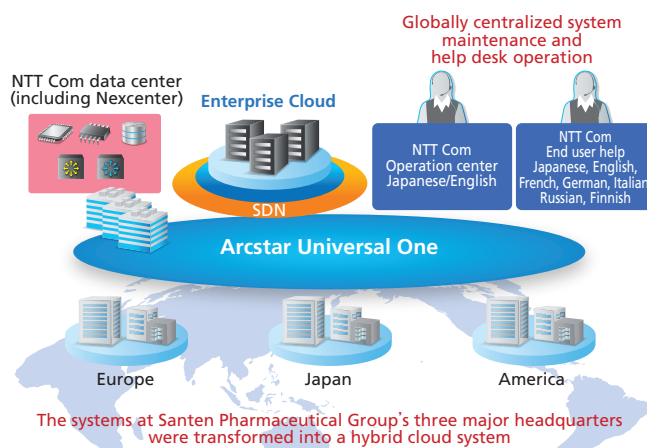 Globally centralized system
maintenance and
help desk operation
NTT Com data center
(including Nexcenter)
Enterprise Cloud
SDN
NTT Com
Operation center
Japanese/English
NTT Com
End user help
Japanese, English,
French, German, Italian
Russian, Finnish
Arcstar Universal One
Europe
Japan
America
The systems at Santen Pharmaceutical Group's three major headquarters
were transformed into a hybrid cloud system